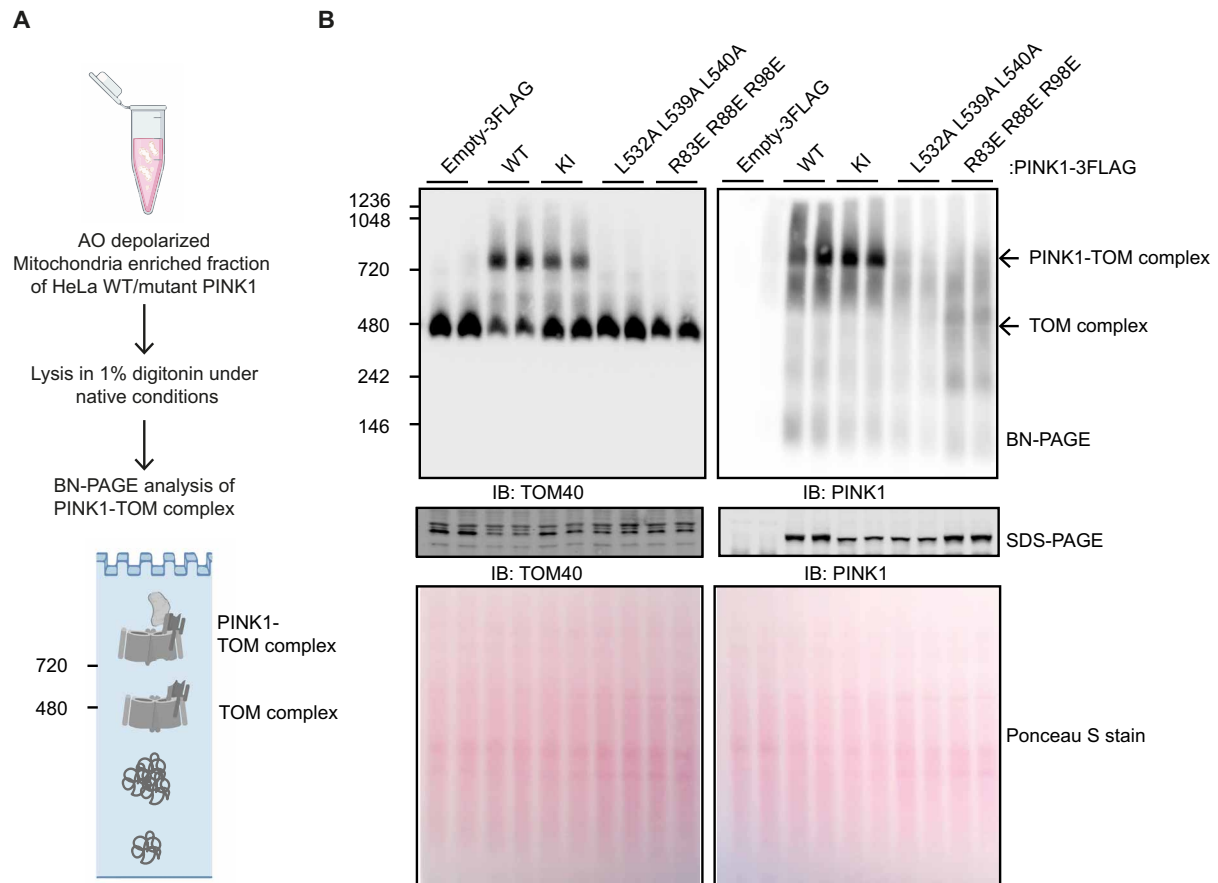 A
AO depolarized
Mitochondria enriched fraction
of HeLa WT/mutant PINK1
Lysis in 1% digitonin under
native conditions
BN-PAGE analysis of
PINK1-TOM complex
PINK1-
TOM complex
720
480
TOM complex
B
Empty-3FLAG
WT
KI
L532A L539A L540A
R83E R88E R98E
Empty-3FLAG
WT
KI
L532A L539A L540A
R83E R88E R98E
:PINK1-3FLAG
1236
1048
720
480
242
146
PINK1-TOM complex
TOM complex
BN-PAGE
IB: TOM40
IB: PINK1
SDS-PAGE
IB: TOM40
IB: PINK1
Ponceau S stain